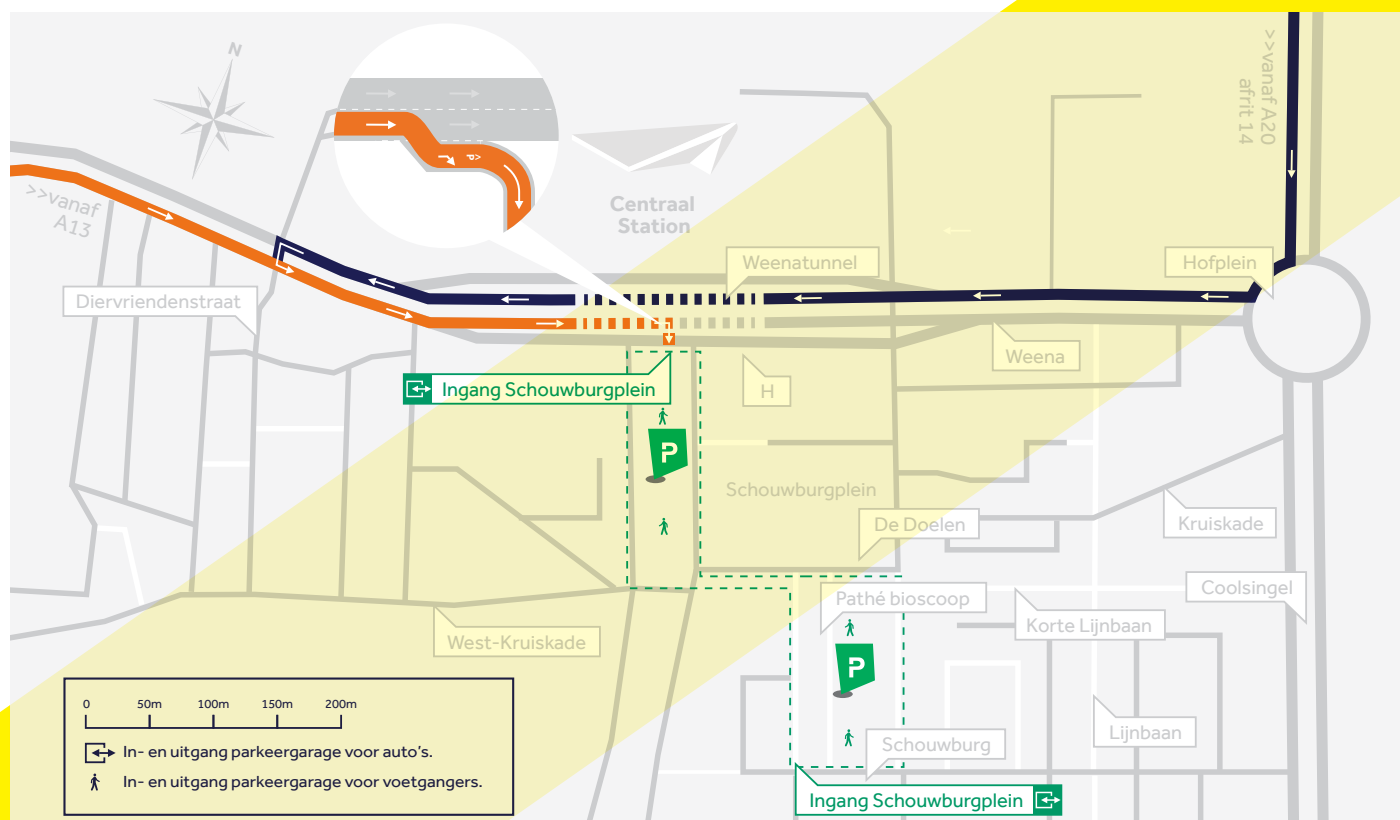 N
>>vanaf A20
afrit 14
>>vanaf
A13
P
Centraal
Station
Weenatunnel
Hofplein
Diervriendenstraat
Weena
Ingang Schouwburgplein
H
P
Schouwburgplein
De Doelen
Kruiskade
Coolsingel
Pathé bioscoop
Korte Lijnbaan
West-Kruiskade
P
Lijnbaan
Schouwburg
Ingang Schouwburgplein
0 50m 100m 150m 200m
In- en uitgang parkeergarage voor auto's.
In- en uitgang parkeergarage voor voetgangers.